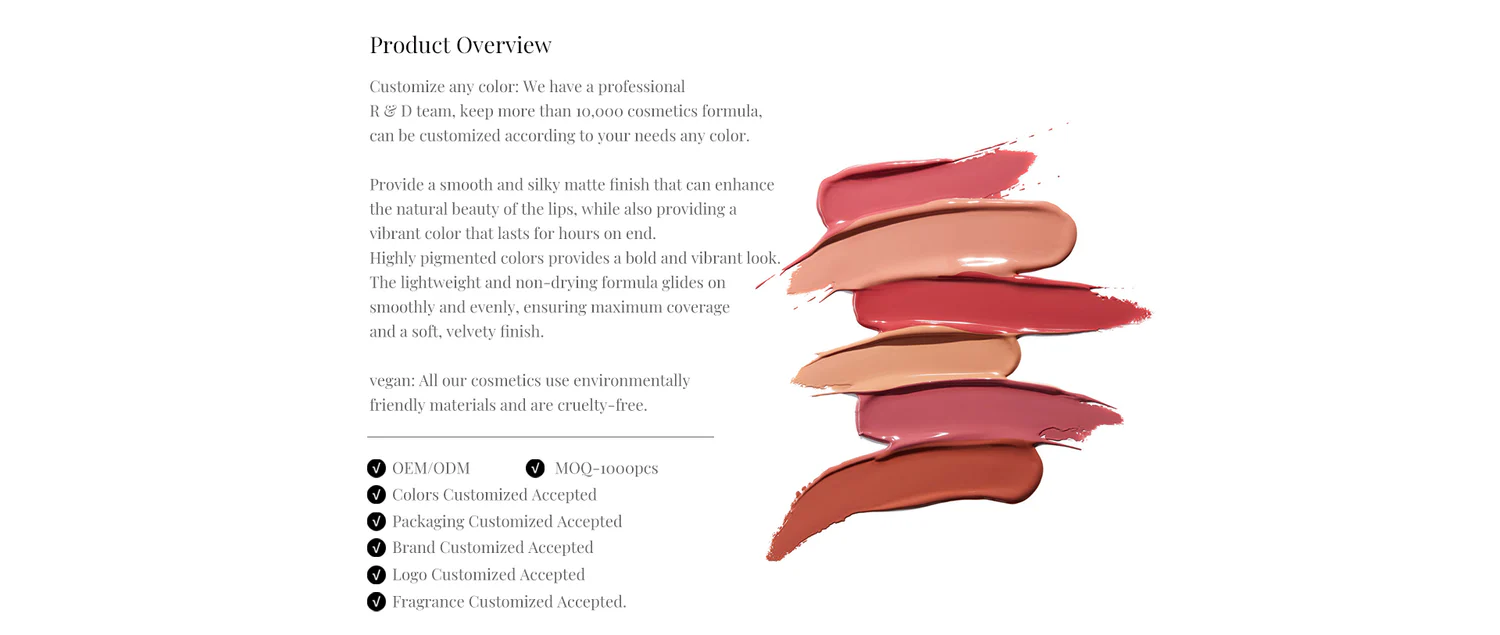 Product Overview
Customize any color: We have a professional
R & D team, keep more than 10,000 cosmetics formula,
can be customized according to your needs any color.
Provide a smooth and silky matte finish that can enhance
the natural beauty of the lips, while also providing a
vibrant color that lasts for hours on end.
Highly pigmented colors provides a bold and vibrant look.
The lightweight and non-drying formula glides on
smoothly and evenly, ensuring maximum coverage
and a soft, velvety finish.
vegan: All our cosmetics use environmentally
friendly materials and are cruelty-free.
√ OEM/ODM √ MOQ-1000pcs
√ Colors Customized Accepted
√ Packaging Customized Accepted
√ Brand Customized Accepted
√ Logo Customized Accepted
√ Fragrance Customized Accepted.